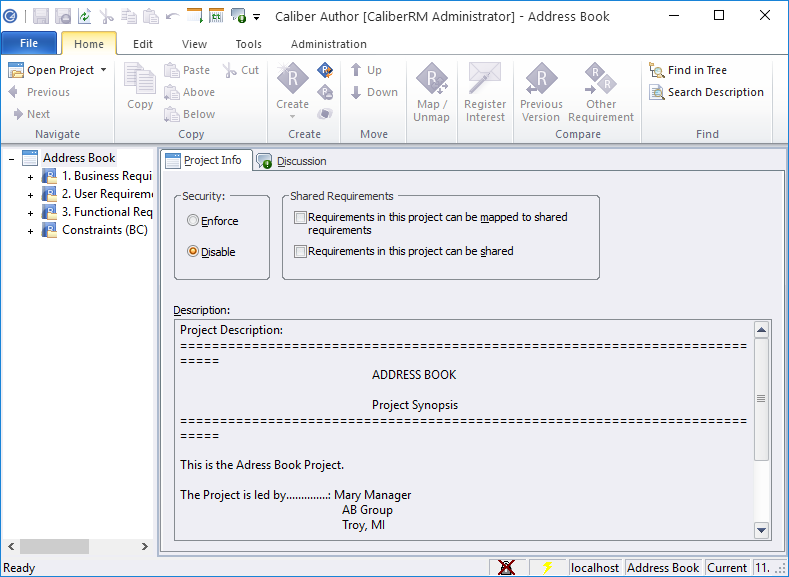 Caliber Author [CaliberRM Administrator] - Address Book
File Home Edit View Tools Administration
Open Project
Previous
Next
Navigate
Copy
Paste
Cut
Above
Below
Copy
Create
Create
Up
Down
Move
Map /
Unmap
Register
Interest
Previous
Version
Other
Requirement
Compare
Find in Tree
Search Description
Find
Address Book
1. Business Requi
2. User Requirem
3. Functional Req
Constraints (BC)
Project Info
Discussion
Security:
Enforce
Disable
Shared Requirements
Requirements in this project can be mapped to shared
requirements
Requirements in this project can be shared
Description:
Project Description:
=======================================================================
=====
ADDRESS BOOK
Project Synopsis
=======================================================================
=====
This is the Adress Book Project.
The Project is led by.............: Mary Manager
AB Group
Troy, MI
Ready
localhost
Address Book
Current
11.